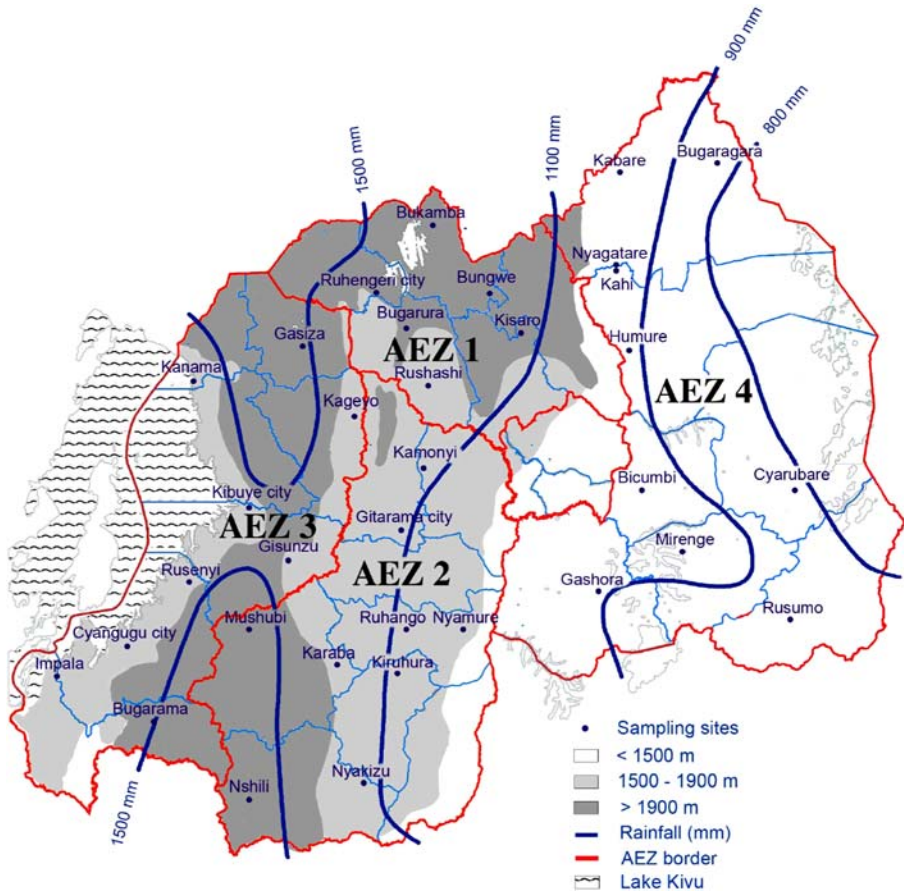 900 mm
800 mm
1500 mm
1100 mm
Bugaragara
Kabare
Bukamba
Nyagatare
Kahi
Ruhengeri city
Bungwe
Bugarura
Kisaro
Gasiza
Humure
AEZ 1
Kanama
Rushashi
AEZ 4
Kageyo
Kamonyi
Bicumbi
Cyarubare
Kibuye city
AEZ 3
Gitarama city
Gisunzu
Mirenge
Rusenyi
AEZ 2
Gashora
Mushubi
Ruhango
Nyamure
Rusumo
Cyangugu city
Impala
Karaba
Kiruhura
Bugarama
Nyakizu
Nshili
1500 mm
Sampling sites
< 1500 m
1500 - 1900 m
> 1900 m
Rainfall (mm)
AEZ border
Lake Kivu